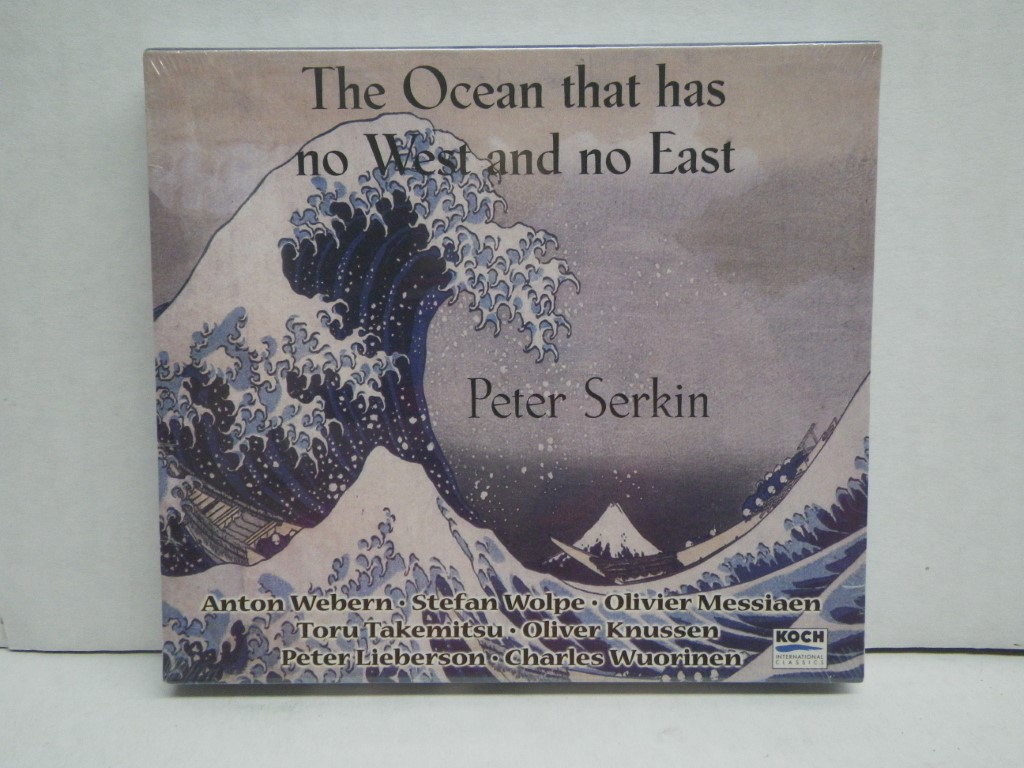 The Ocean that has
no West and no East
Peter Serkin
Anton Webern · Stefan Wolpe · Olivier Messiaen
Toru Takemitsu · Oliver Knussen
Peter Lieberson · Charles Wuorinen
KOCH
INTERNATIONAL
CLASSICS